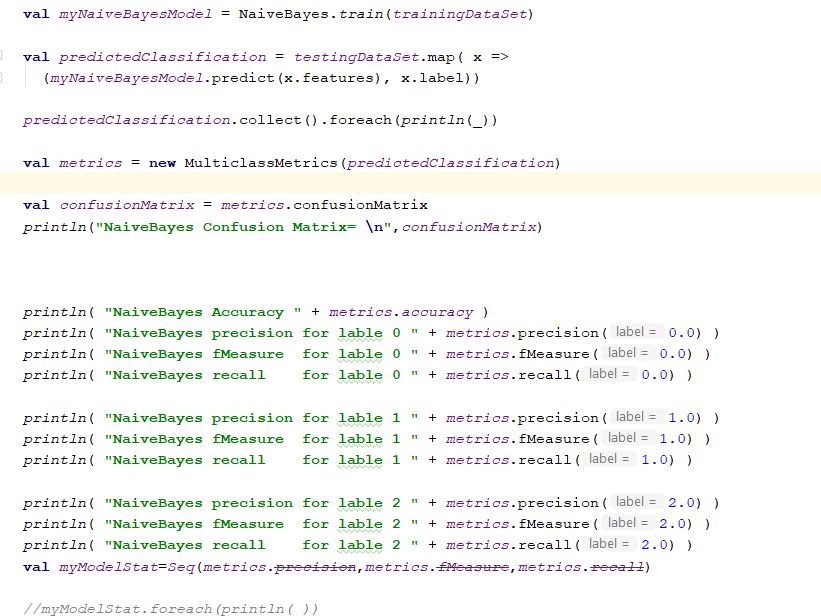 val myNaiveBayesModel = NaiveBayes.train(trainingDataSet)
val predictedClassification = testingDataSet.map( x =>
(myNaiveBayesModel.predict(x.features), x.label))
predictedClassification.collect().foreach(println(_))
val metrics = new MulticlassMetrics(predictedClassification)
val confusionMatrix = metrics.confusionMatrix
println("NaiveBayes Confusion Matrix= \n",confusionMatrix)
println( "NaiveBayes Accuracy " + metrics.accuracy )
println( "NaiveBayes precision for lable 0 " + metrics.precision( label = 0.0) )
println( "NaiveBayes fMeasure  for lable 0 " + metrics.fMeasure( label = 0.0) )
println( "NaiveBayes recall    for lable 0 " + metrics.recall( label = 0.0) )
println( "NaiveBayes precision for lable 1 " + metrics.precision( label = 1.0) )
println( "NaiveBayes fMeasure  for lable 1 " + metrics.fMeasure( label = 1.0) )
println( "NaiveBayes recall    for lable 1 " + metrics.recall( label = 1.0) )
println( "NaiveBayes precision for lable 2 " + metrics.precision( label = 2.0) )
println( "NaiveBayes fMeasure  for lable 2 " + metrics.fMeasure( label = 2.0) )
println( "NaiveBayes recall    for lable 2 " + metrics.recall( label = 2.0) )
val myModelStat=Seq(metrics.precision,metrics.fMeasure,metrics.recall)
//myModelStat.foreach(println(_))